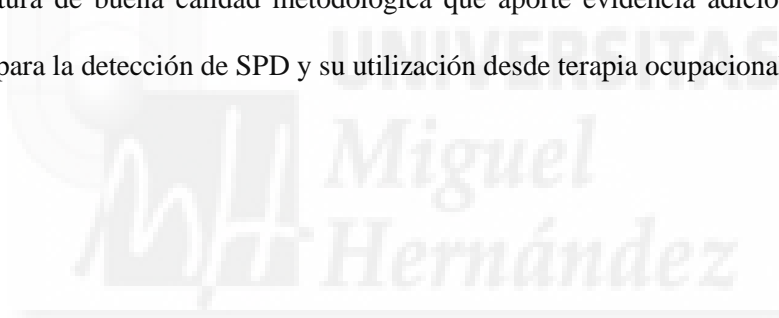 tura de buena calidad metodológica que aporte evidencia adicio
para la detección de SPD y su utilización desde terapia ocupaciona
UNIVERSITAS
Miguel
Hernández